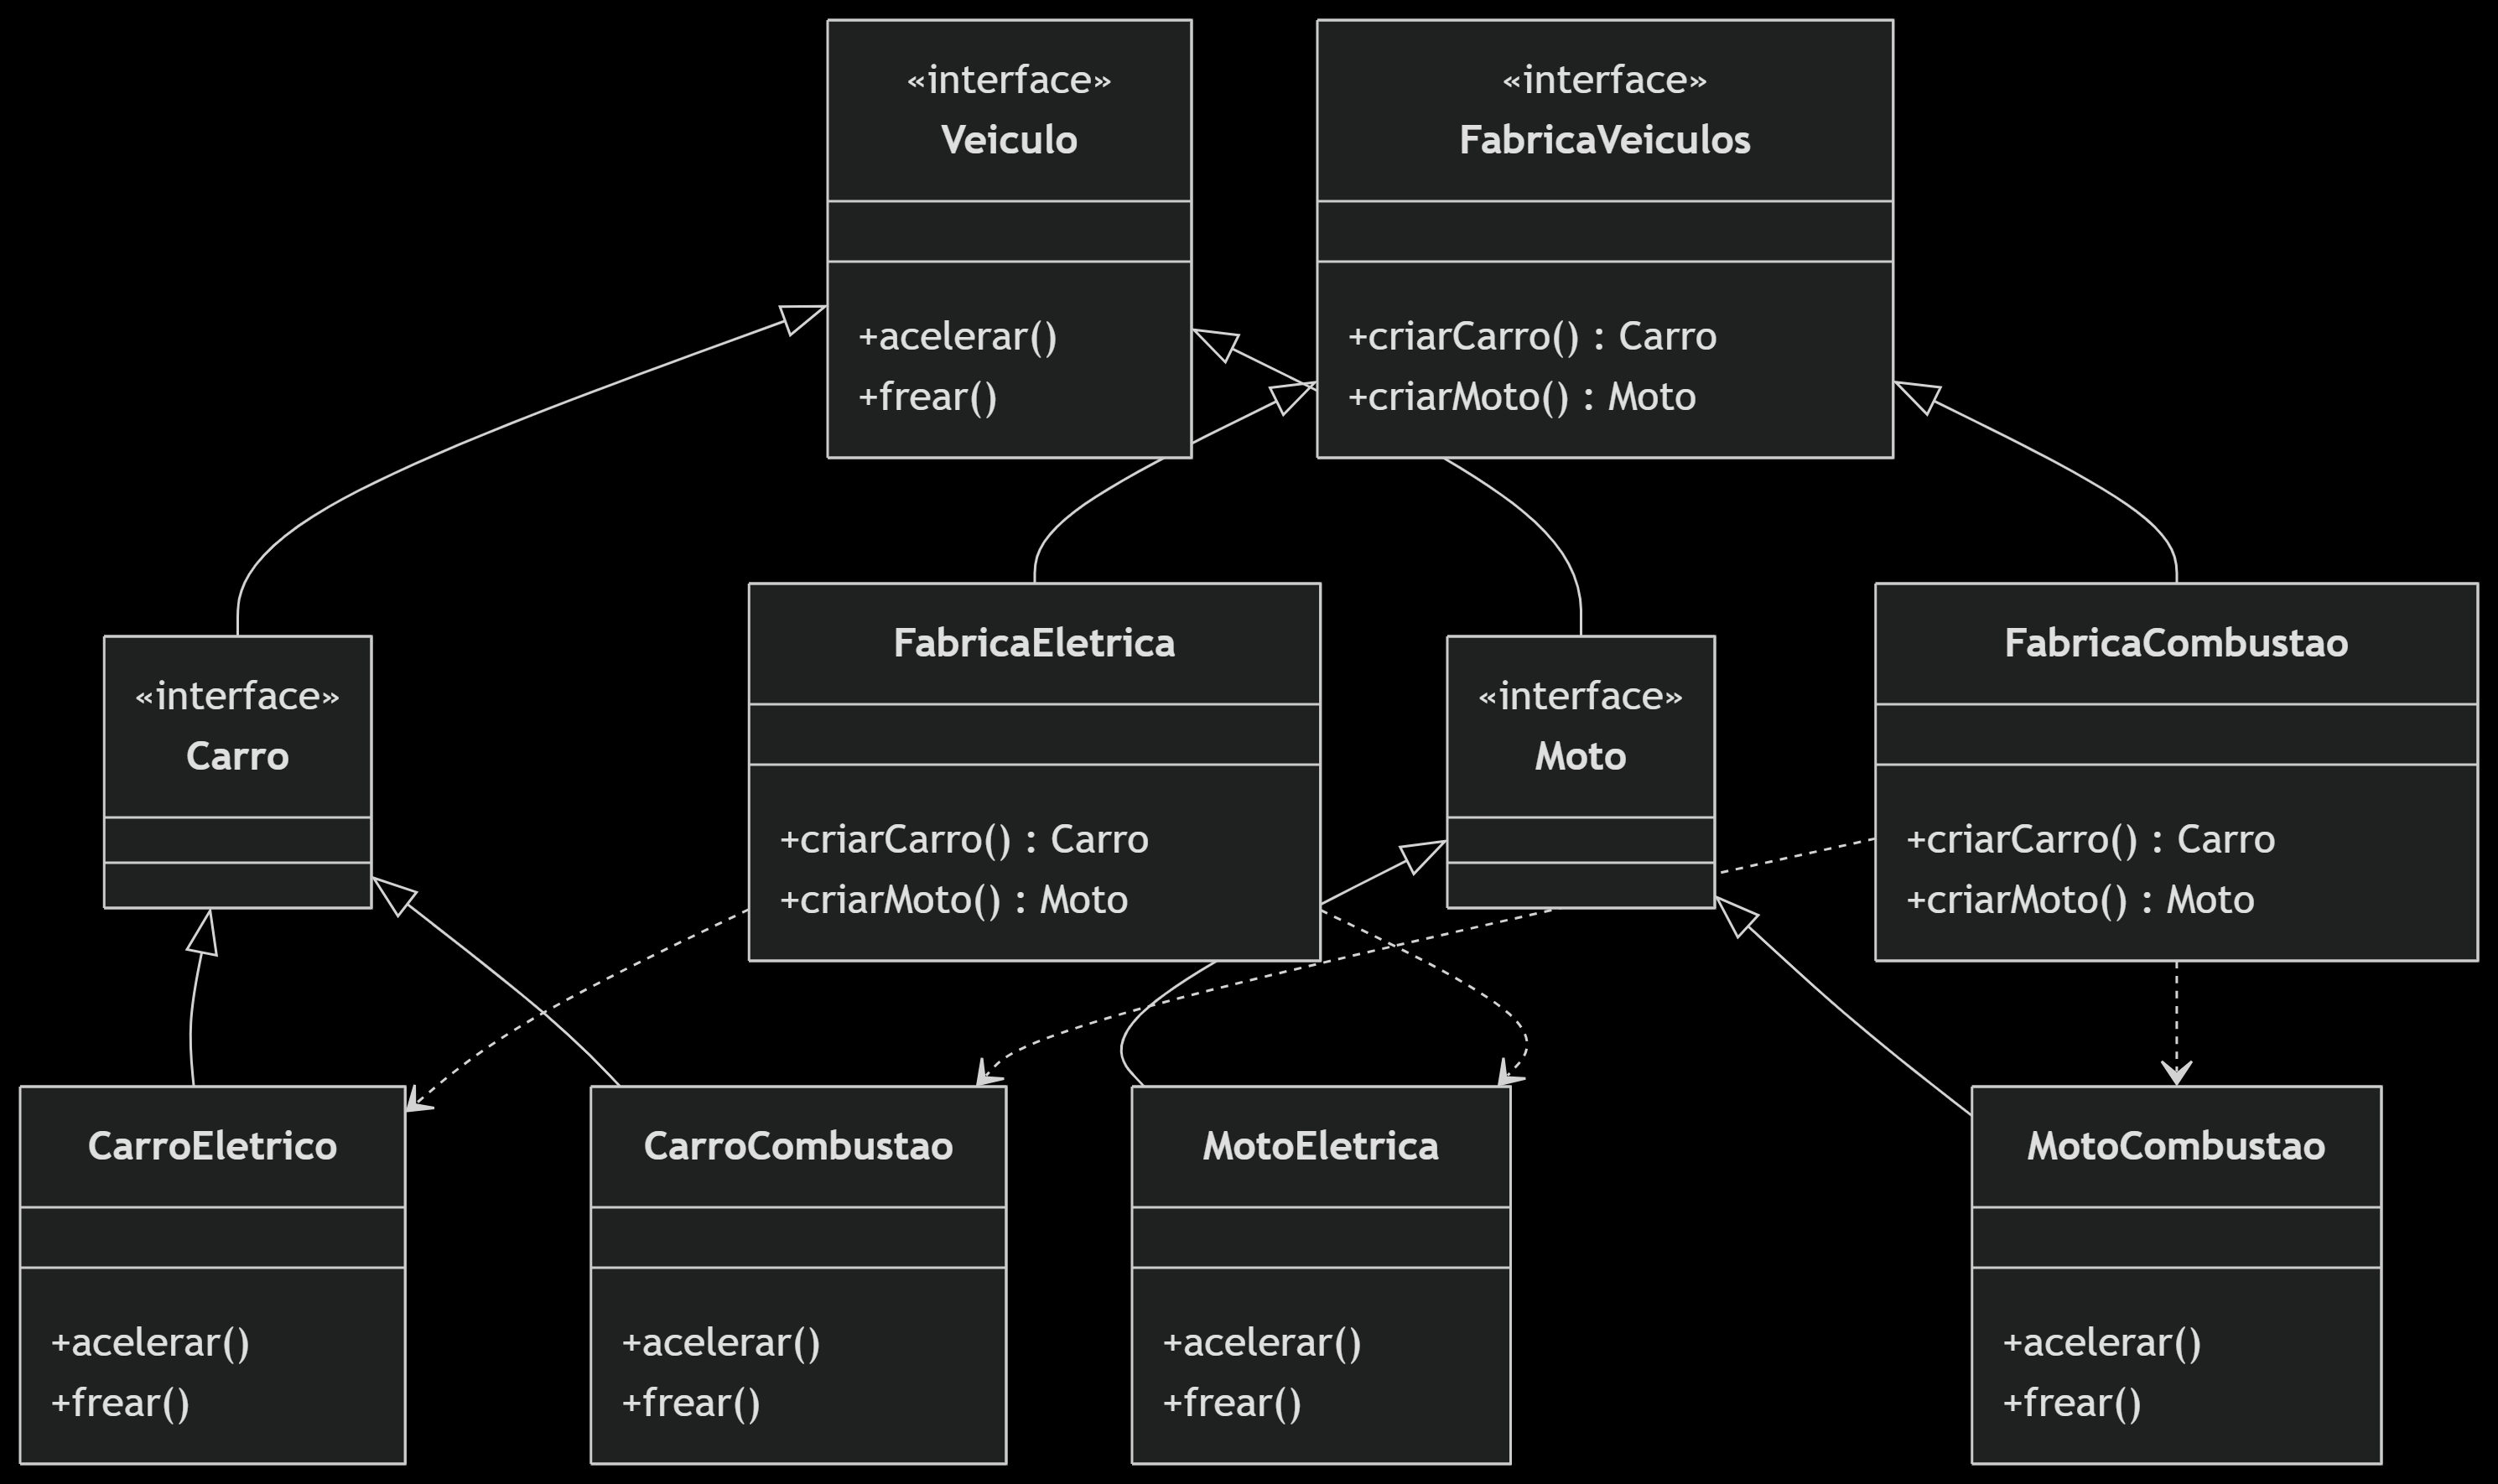 «interface»
Veiculo
+acelerar()
+frear()
«interface»
FabricaVeiculos
+criarCarro() : Carro
+criarMoto() : Moto
«interface»
Carro
FabricaEletrica
+criarCarro() : Carro
+criarMoto() : Moto
«interface»
Moto
FabricaCombustao
+criarCarro() : Carro
+criarMoto() : Moto
CarroEletrico
+acelerar()
+frear()
CarroCombustao
+acelerar()
+frear()
MotoEletrica
+acelerar()
+frear()
MotoCombustao
+acelerar()
+frear()